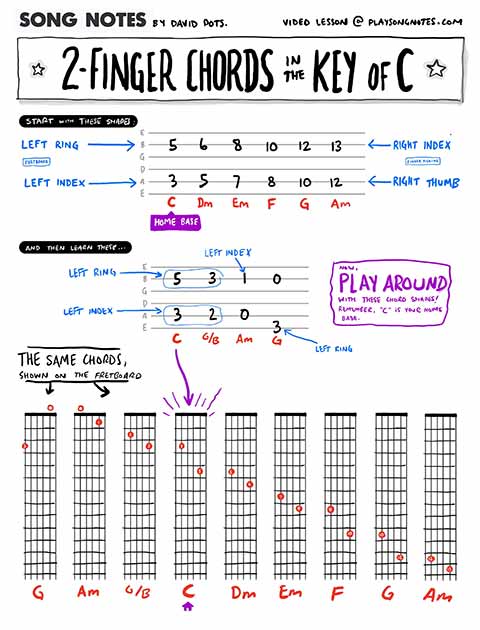 SONG NOTES BY DAVID POTS. VIDEO LESSON @ PLAYSONGNOTES.COM
2-FINGER CHORDS IN THE KEY OF C
START WITH THESE SHAPES:
E
LEFT RING B 5 6 8 10 12 13 RIGHT INDEX
FRETBOARD G FINGER PICKING
D
LEFT INDEX A 3 5 7 8 10 12 RIGHT THUMB
E
C Dm Em F G Am
HOME BASE
AND THEN LEARN THESE...
LEFT INDEX
E
LEFT RING B 5 3 1 0
G
D
LEFT INDEX A 3 2 0
E 3
C G/B Am G
LEFT RING
NOW,
PLAY AROUND
WITH THESE CHORD SHAPES!
REMEMBER, "C" IS YOUR HOME
BASE.
THE SAME CHORDS,
SHOWN ON THE FRETBOARD
G Am G/B C Dm Em F G Am